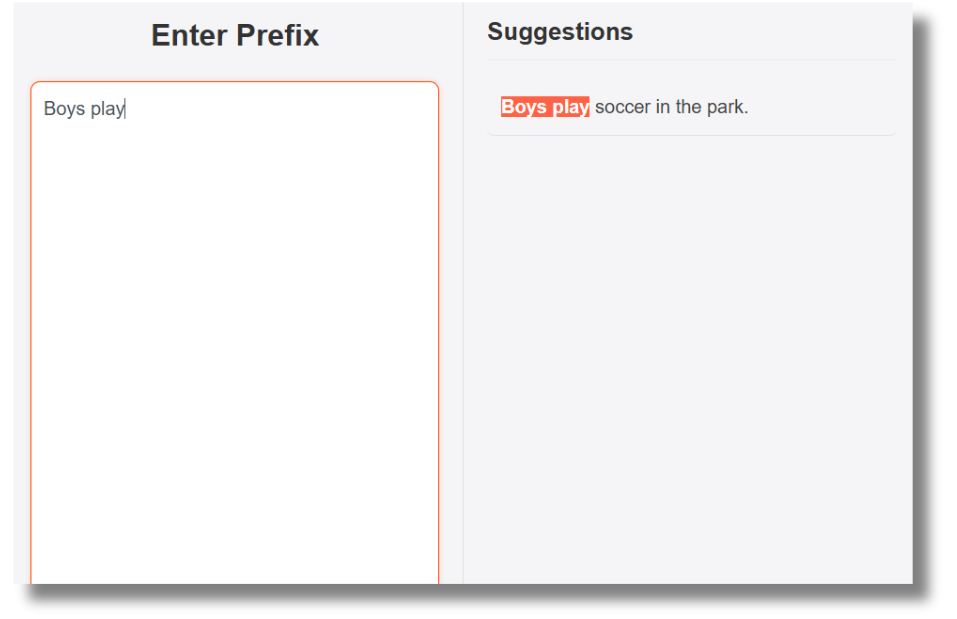 Enter Prefix
Boys play
Suggestions
Boys play soccer in the park.